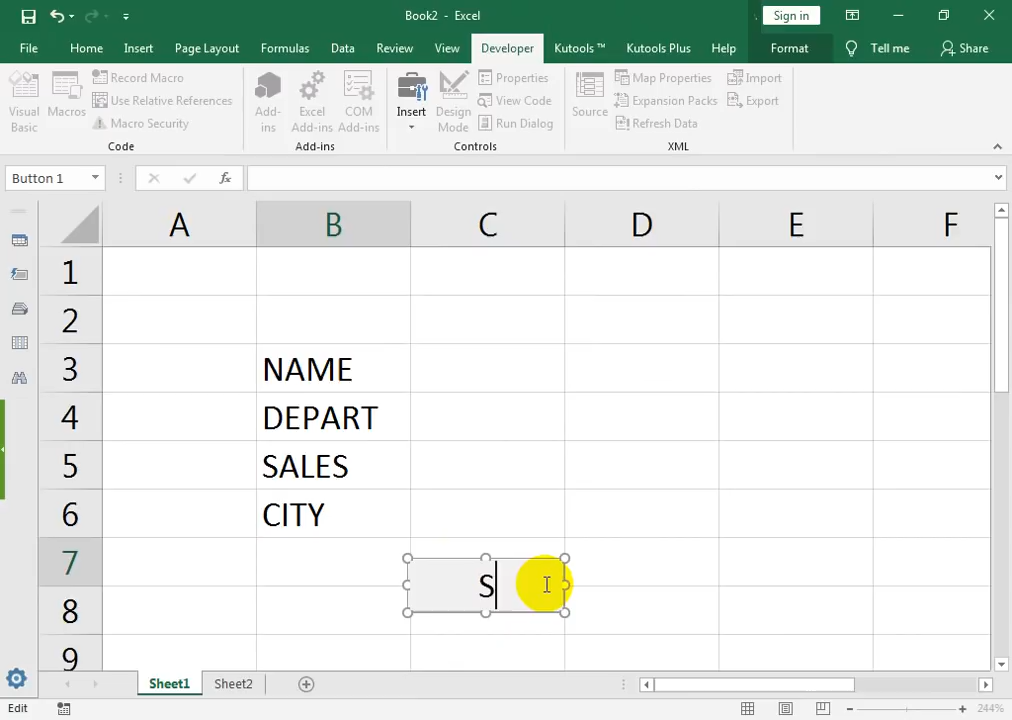 Book2 - Excel
Sign in
File Home Insert Page Layout Formulas Data Review View Developer Kutools ™ Kutools Plus Help Format Tell me Share
Visual Basic
Macros
Record Macro
Use Relative References
Macro Security
Code
Add-ins
Excel Add-ins
COM Add-ins
Add-ins
Insert
Design Mode
Properties
View Code
Run Dialog
Controls
Source
Map Properties
Expansion Packs
Refresh Data
Import
Export
XML
Button 1
fx
A B C D E F
1
2
3 NAME
4 DEPART
5 SALES
6 CITY
7
8 S
9
Sheet1 Sheet2
Edit
244%